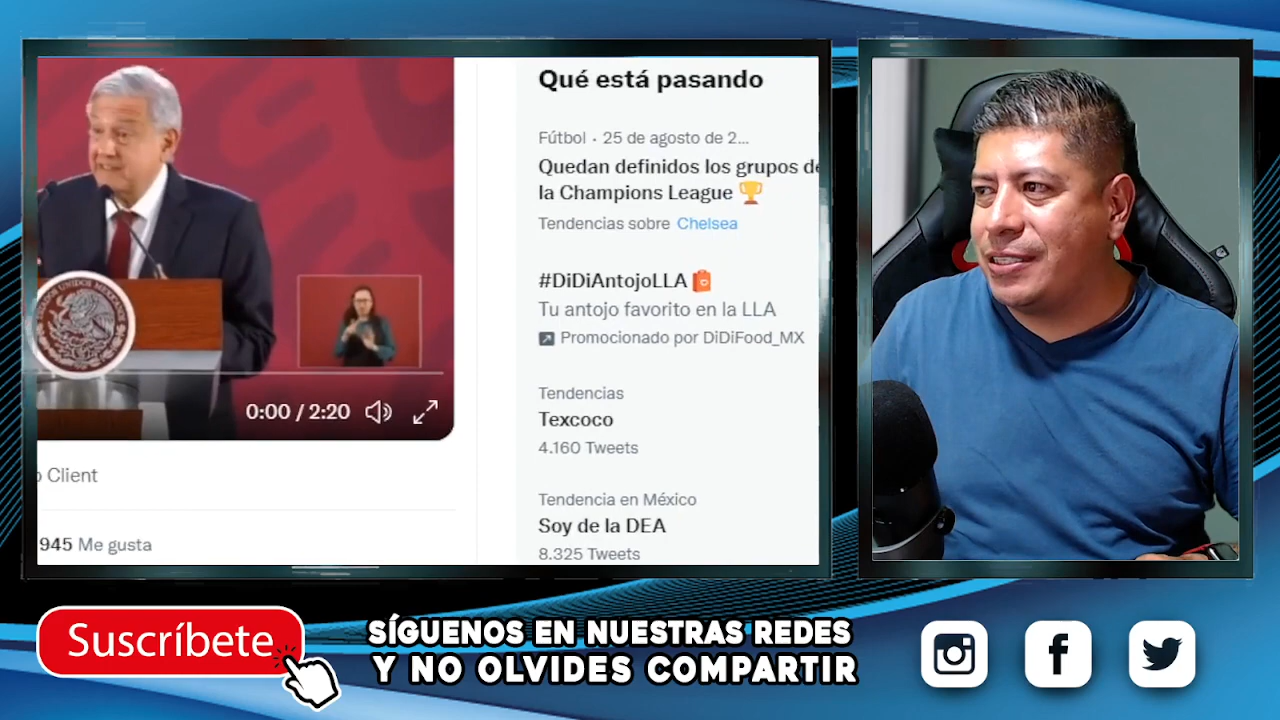 Qué está pasando
Fútbol · 25 de agosto de 2...
Quedan definidos los grupos de
la Champions League 🏆
Tendencias sobre Chelsea
#DiDiAntojoLLA
Tu antojo favorito en la LLA
Promocionado por DiDiFood_MX
Tendencias
Texcoco
4.160 Tweets
Tendencia en México
Soy de la DEA
8.325 Tweets
UNIDOS MEXICANOS
0:00 / 2:20
Client
945 Me gusta
Suscríbete
SÍGUENOS EN NUESTRAS REDES
Y NO OLVIDES COMPARTIR